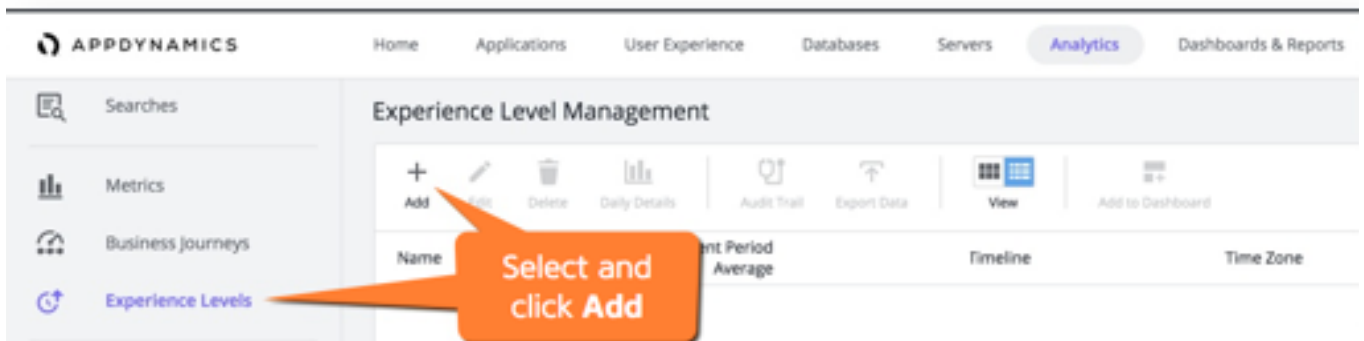 APPDYNAMICS Home Applications User Experience Databases Servers Analytics Dashboards & Reports
Searches
Experience Level Management
Metrics
Add Edit Delete Daily Details Audit Trail Export Data View Add to Dashboard
Business Journeys
Name ent Period Average Timeline Time Zone
Experience Levels
Select and
click Add